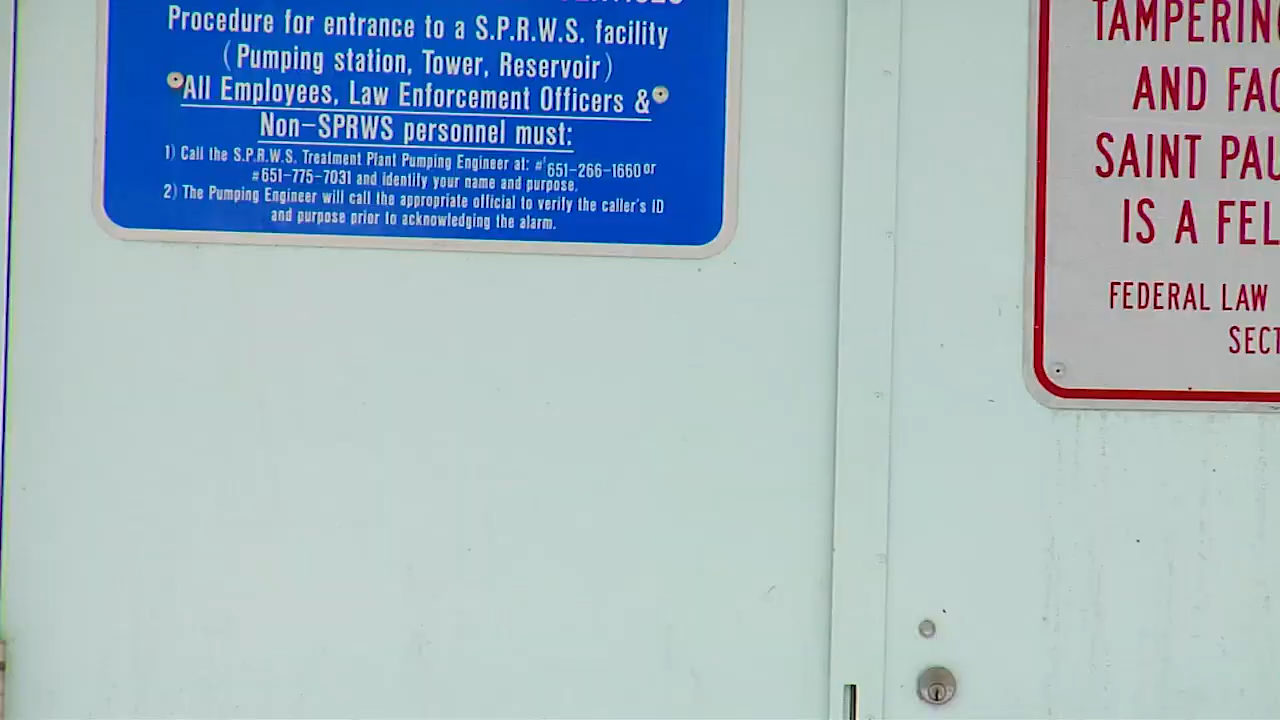 Procedure for entrance to a S.P.R.W.S. facility
(Pumping station, Tower, Reservoir)
All Employees, Law Enforcement Officers &
Non-SPRWS personnel must:
1) Call the S.P.R.W.S. Treatment Plant Pumping Engineer at: #651-266-1660 or
#651-775-7031 and identify your name and purpose.
2) The Pumping Engineer will call the appropriate official to verify the caller's ID
and purpose prior to acknowledging the alarm.
TAMPERING
AND FAC
SAINT PAU
IS A FEL
FEDERAL LAW
SECT